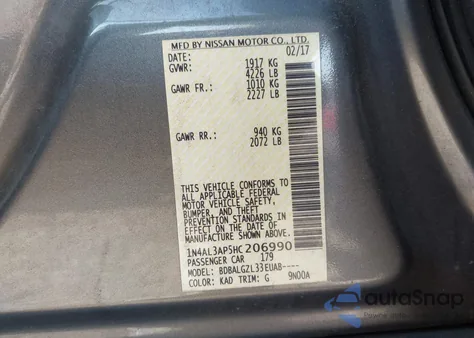 MFD BY NISSAN MOTOR CO., LTD.
DATE: 02/17
GVWR: 1917 KG
4226 LB
GAWR FR.: 1010 KG
2227 LB
GAWR RR.: 940 KG
2072 LB
THIS VEHICLE CONFORMS TO
ALL APPLICABLE FEDERAL
MOTOR VEHICLE SAFETY,
BUMPER, AND THEFT
PREVENTION STANDARDS IN
EFFECT ON THE DATE OF
MANUFACTURE SHOWN ABOVE.
1N4AL3AP5HC206990
PASSENGER CAR 179
MODEL: BDBALGZL33EUAB----
COLOR: KAD TRIM: G 9N00A
autoSnap